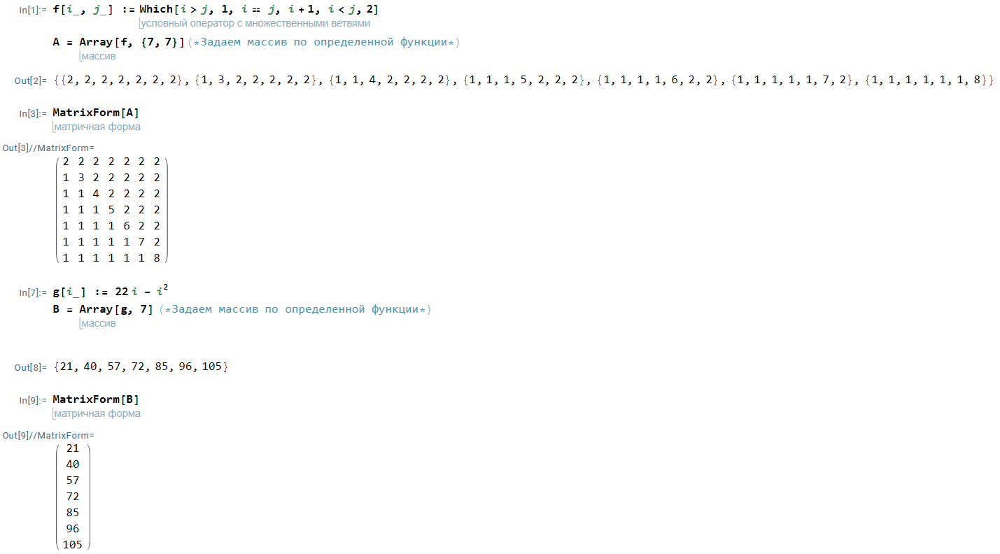 In[1]:= f[i_, j_] := Which[i > j, 1, i == j, i + 1, i < j, 2]
условный оператор с множественными ветвями
A = Array[f, {7, 7}] (*Задаем массив по определенной функции*)
массив
Out[2]= {{2, 2, 2, 2, 2, 2, 2}, {1, 3, 2, 2, 2, 2, 2}, {1, 1, 4, 2, 2, 2, 2}, {1, 1, 1, 5, 2, 2, 2}, {1, 1, 1, 1, 6, 2, 2}, {1, 1, 1, 1, 1, 7, 2}, {1, 1, 1, 1, 1, 1, 8}}
In[3]:= MatrixForm[A]
матричная форма
Out[3]//MatrixForm=
2 2 2 2 2 2 2
1 3 2 2 2 2 2
1 1 4 2 2 2 2
1 1 1 5 2 2 2
1 1 1 1 6 2 2
1 1 1 1 1 7 2
1 1 1 1 1 1 8
In[7]:= g[i_] := 22 i - i²
B = Array[g, 7] (*Задаем массив по определенной функции*)
массив
Out[8]= {21, 40, 57, 72, 85, 96, 105}
In[9]:= MatrixForm[B]
матричная форма
Out[9]//MatrixForm=
21
40
57
72
85
96
105